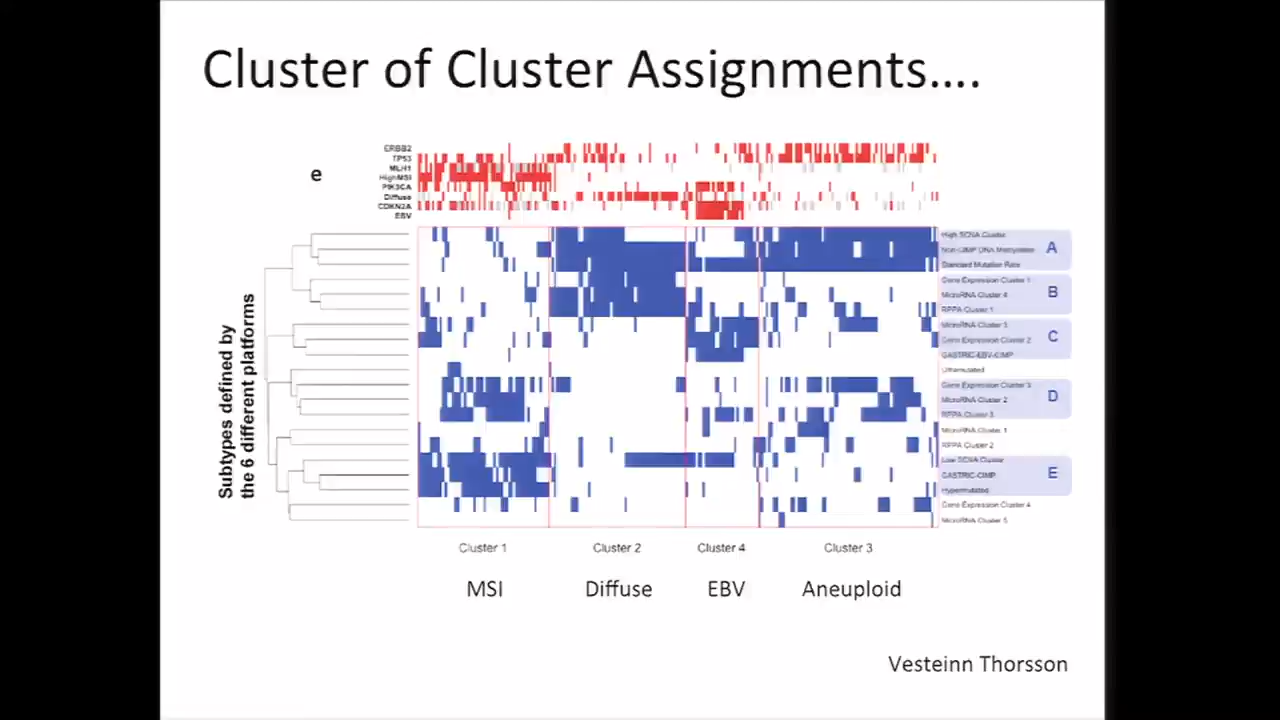 Cluster of Cluster Assignments....
e
ERBB2
TP53
MLH1
HighMSI
PIK3CA
Diffuse
CDKN2A
EBV
Subtypes defined by
the 6 different platforms
High SCNA Cluster
Non-CIMP DNA Methylation
Standard Mutation Rate
A
Gene Expression Cluster 1
MicroRNA Cluster 4
RPPA Cluster 1
B
MicroRNA Cluster 3
Gene Expression Cluster 2
GASTRIC-EBV-CIMP
C
Ultramutated
Gene Expression Cluster 3
MicroRNA Cluster 2
RPPA Cluster 3
D
MicroRNA Cluster 1
RPPA Cluster 2
Low SCNA Cluster
GASTRIC-CIMP
Hypermutated
E
Gene Expression Cluster 4
MicroRNA Cluster 5
Cluster 1 Cluster 2 Cluster 4 Cluster 3
MSI Diffuse EBV Aneuploid
Vesteinn Thorsson